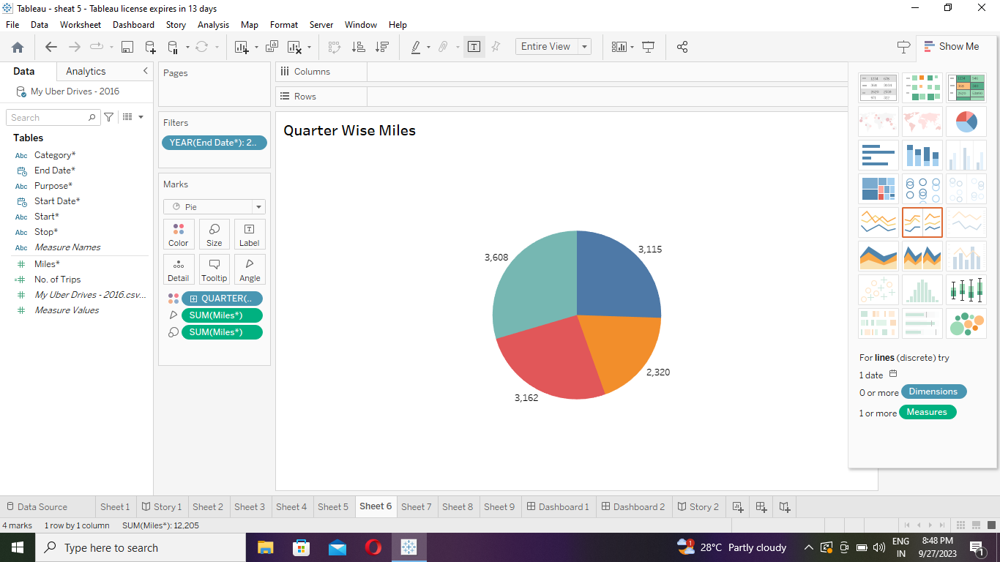 Tableau - sheat 5 - Tableau license expires in 13 days
File Data Worksheet Dashboard Story Analysis Map Format Server Window Help
Entire View
Show Me
Data Analytics
My Uber Drives - 2016
Search
Tables
Abc Category*
End Date*
Abc Purpose*
Start Date*
Abc Start*
Abc Stop*
Abc Measure Names
Miles*
No. of Trips
My Uber Drives - 2016.csv...
Measure Values
Pages
Filters
YEAR(End Date*): 2..
Marks
Pie
Color Size Label
Detail Tooltip Angle
QUARTER(..
SUM(Miles*)
SUM(Miles*)
Columns
Rows
Quarter Wise Miles
3,115
3,608
2,320
3,162
For lines (discrete) try
1 date
0 or more Dimensions
1 or more Measures
Data Source Sheet 1 Story 1 Sheet 2 Sheet 3 Sheet 4 Sheet 5 Sheet 6 Sheet 7 Sheet 8 Sheet 9 Dashboard 1 Dashboard 2 Story 2
4 marks 1 row by 1 column SUM(Miles*): 12,205
Type here to search
1
28°C Partly cloudy
ENG
IN
8:48 PM
9/27/2023
1